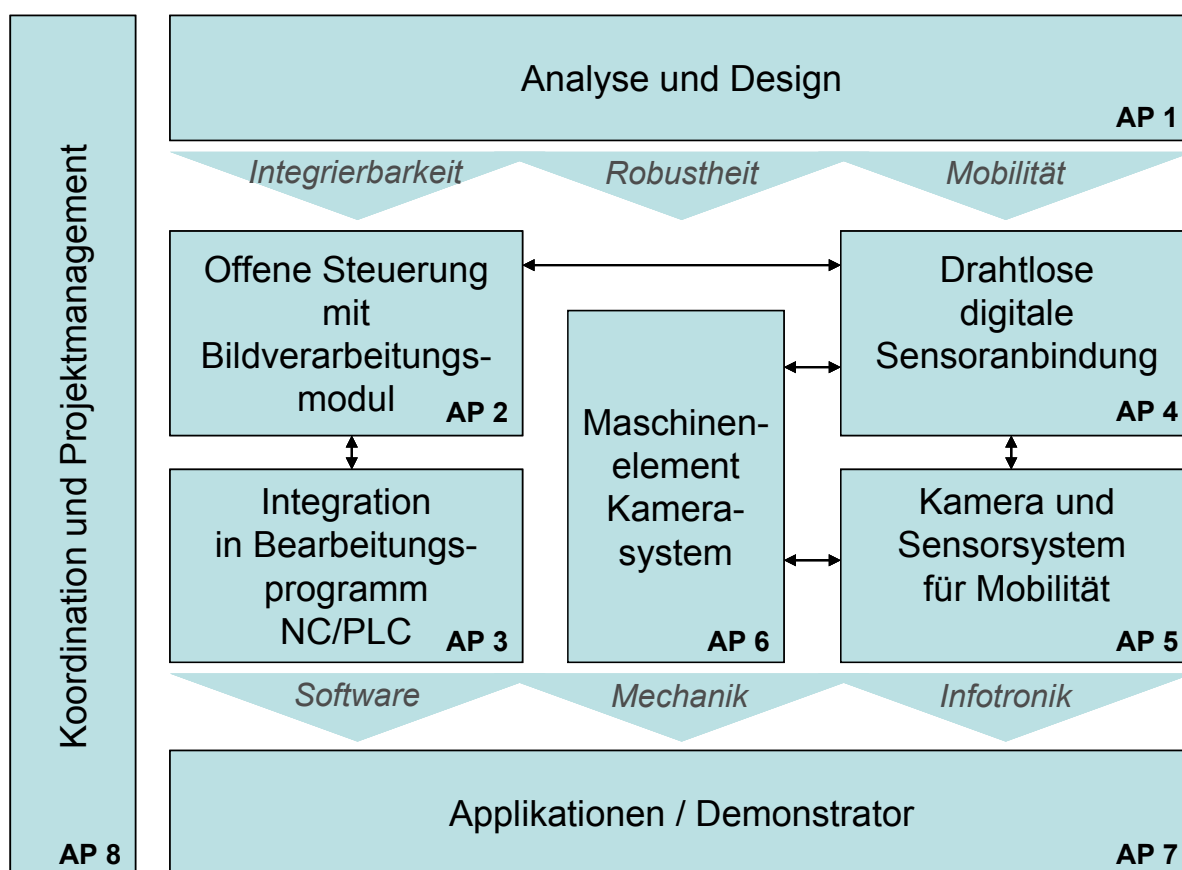 Koordination und Projektmanagement
AP 8
Analyse und Design
AP 1
Integrierbarkeit
Robustheit
Mobilität
Offene Steuerung
mit
Bildverarbeitungs-
modul
AP 2
Drahtlose
digitale
Sensoranbindung
AP 4
Maschinen-
element
Kamera-
system
AP 6
Integration
in Bearbeitungs-
programm
NC/PLC
AP 3
Kamera und
Sensorsystem
für Mobilität
AP 5
Software
Mechanik
Infotronik
Applikationen / Demonstrator
AP 7